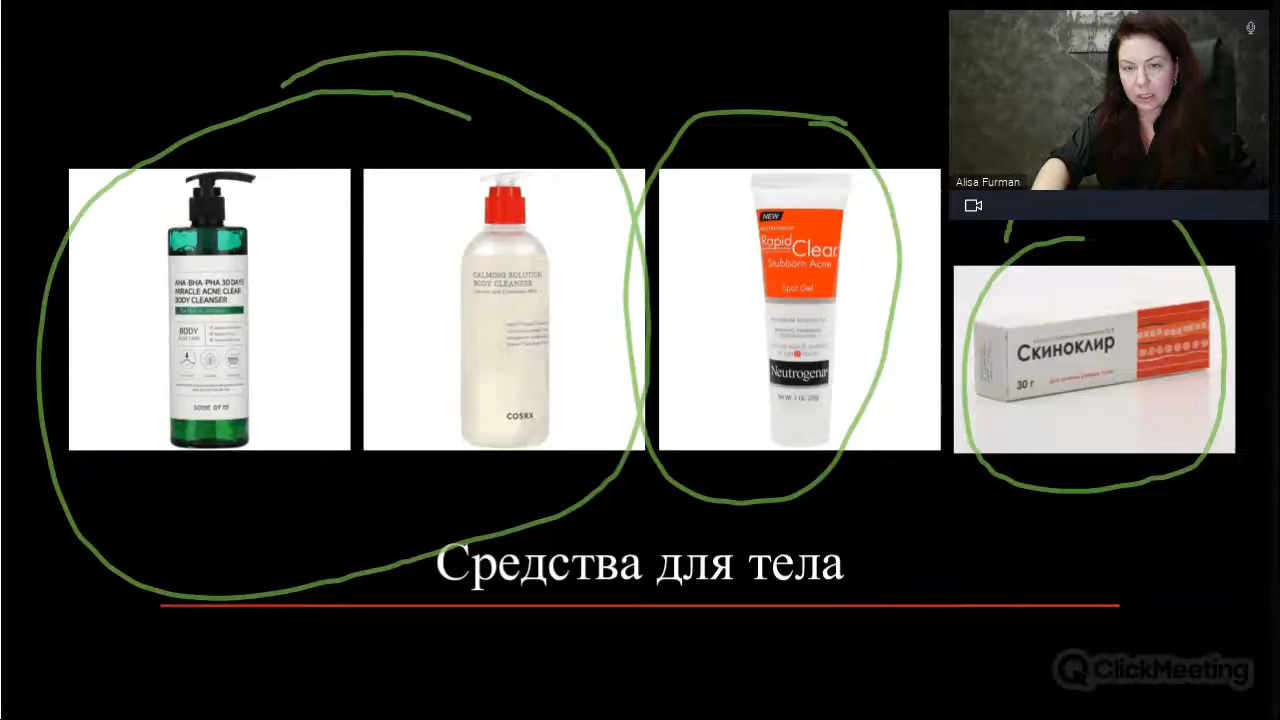 Alisa Furman
AHA·BHA·PHA 30 DAYS
MIRACLE ACNE CLEAR
BODY CLEANSER
BODY
SOME BY MI
CALMING SOLUTION
BODY CLEANSER
COSRX
NEW
Rapid Clear
Stubborn Acne
Spot Gel
Neutrogena
Скиноклир
30 г
Средства для тела
ClickMeeting